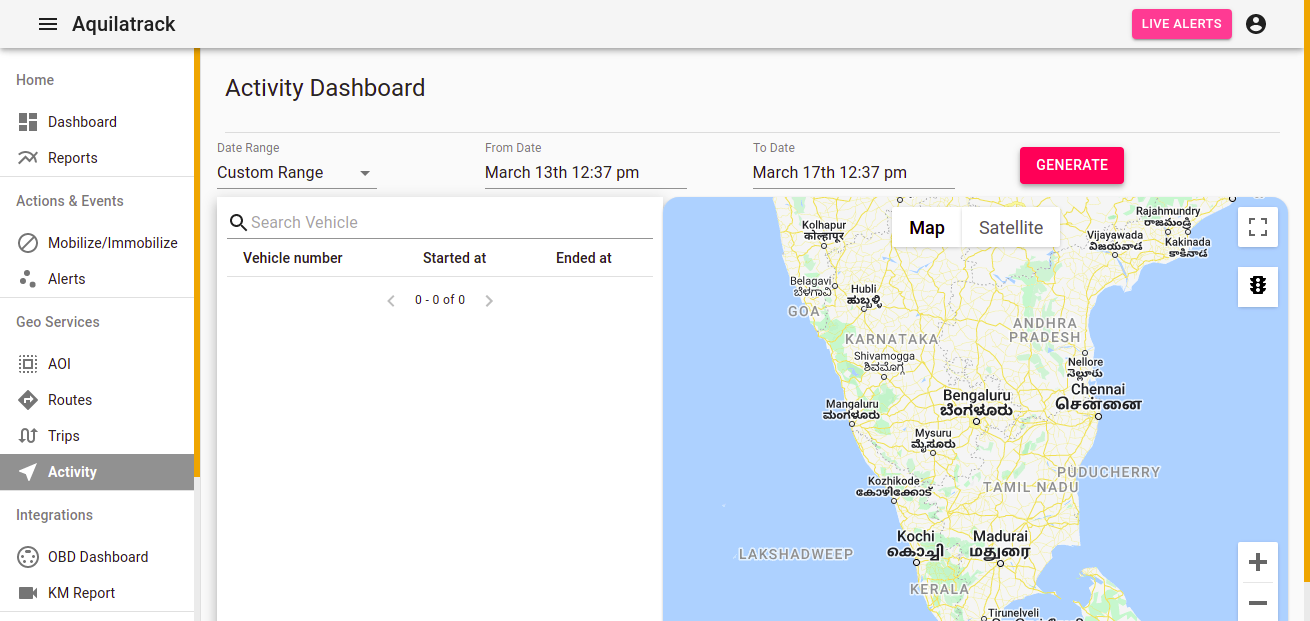 Aquilatrack
LIVE ALERTS
Home
Dashboard
Reports
Actions & Events
Mobilize/Immobilize
Alerts
Geo Services
AOI
Routes
Trips
Activity
Integrations
OBD Dashboard
KM Report
Activity Dashboard
Date Range
Custom Range
From Date
March 13th 12:37 pm
To Date
March 17th 12:37 pm
GENERATE
Search Vehicle
Vehicle number Started at Ended at
0 - 0 of 0
Map Satellite
Kolhapur
कोल्हापूर
Rajahmundry
రాజమండ్రి
Vijayawada
విజయవాడ
Kakinada
కాకినాడ
Belagavi
ಬೆಳಗಾವಿ
Hubli
ಹುಬ್ಬಳ್ಳಿ
GOA
ANDHRA
PRADESH
KARNATAKA
Shivamogga
ಶಿವಮೊಗ್ಗ
Nellore
నెల్లూరు
Chennai
சென்னை
Bengaluru
ಬೆಂಗಳೂರು
Mangaluru
ಮಂಗಳೂರು
Mysuru
ಮೈಸೂರು
PUDUCHERRY
TAMIL NADU
Kozhikode
കോഴിക്കോട്
Kochi
കൊച്ചി
Madurai
மதுரை
LAKSHADWEEP
KERALA
Tirunelveli